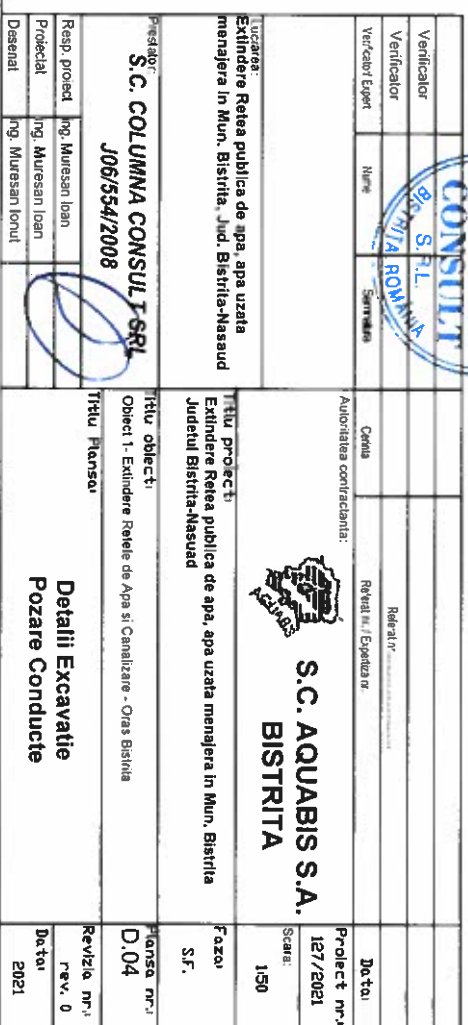 Verificator
Verificator
Verificator Expert
Nume
Semnatura
Cerinta
Referat nr. / Expertiza nr.
Data:
Referat nr.
CONSULT
S.R.L.
BISTRITA ROMANIA
Lucrarea:
Extindere Retea publica de apa, apa uzata
menajera in Mun. Bistrita, Jud. Bistrita-Nasaud
Autoritatea contractanta:
AQUABIS
S.C. AQUABIS S.A.
BISTRITA
Proiect nr.:
127/2021
Scara:
1:50
Prestator:
S.C. COLUMNA CONSULT SRL
J06/554/2008
Titlu proiect:
Extindere Retea publica de apa, apa uzata menajera in Mun. Bistrita
Judetul Bistrita-Nasuad
Faza:
S.F.
Titlu obiect:
Obiect 1- Extindere Retele de Apa si Canalizare - Oras Bistrita
Plansa nr.:
D.04
Resp. proiect
ing. Muresan Ioan
Proiectat
ing. Muresan Ioan
Desenat
ing. Muresan Ionut
Titlu Plansa:
Detalii Excavatie
Pozare Conducte
Revizia nr.:
rev. 0
Data:
2021